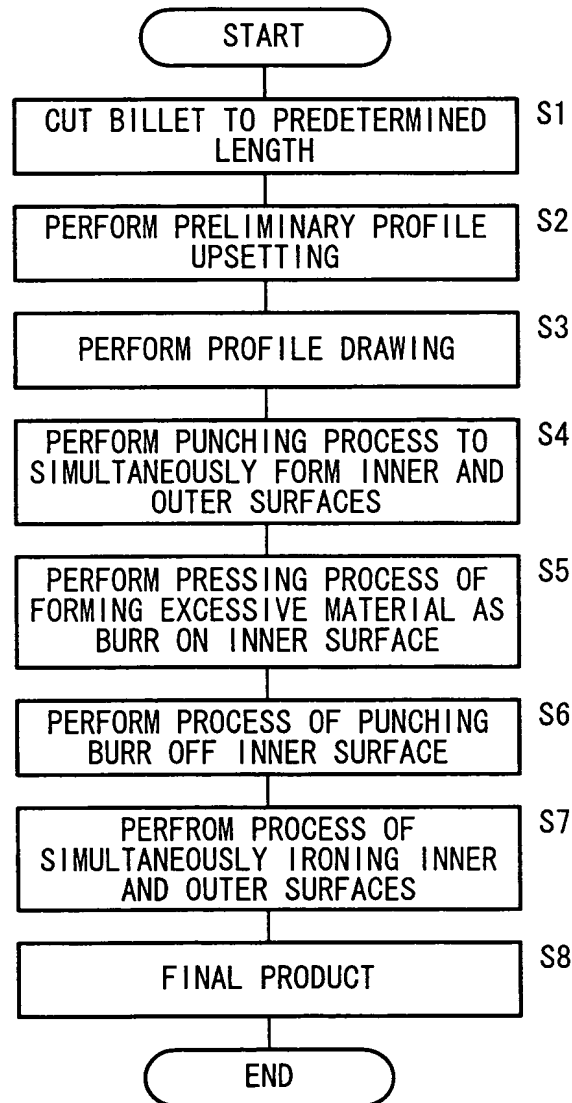 START
CUT BILLET TO PREDETERMINED
LENGTH
S1
PERFORM PRELIMINARY PROFILE
UPSETTING
S2
PERFORM PROFILE DRAWING
S3
PERFORM PUNCHING PROCESS TO
SIMULTANEOUSLY FORM INNER AND
OUTER SURFACES
S4
PERFORM PRESSING PROCESS OF
FORMING EXCESSIVE MATERIAL AS
BURR ON INNER SURFACE
S5
PERFORM PROCESS OF PUNCHING
BURR OFF INNER SURFACE
S6
PERFROM PROCESS OF
SIMULTANEOUSLY IRONING INNER
AND OUTER SURFACES
S7
FINAL PRODUCT
S8
END